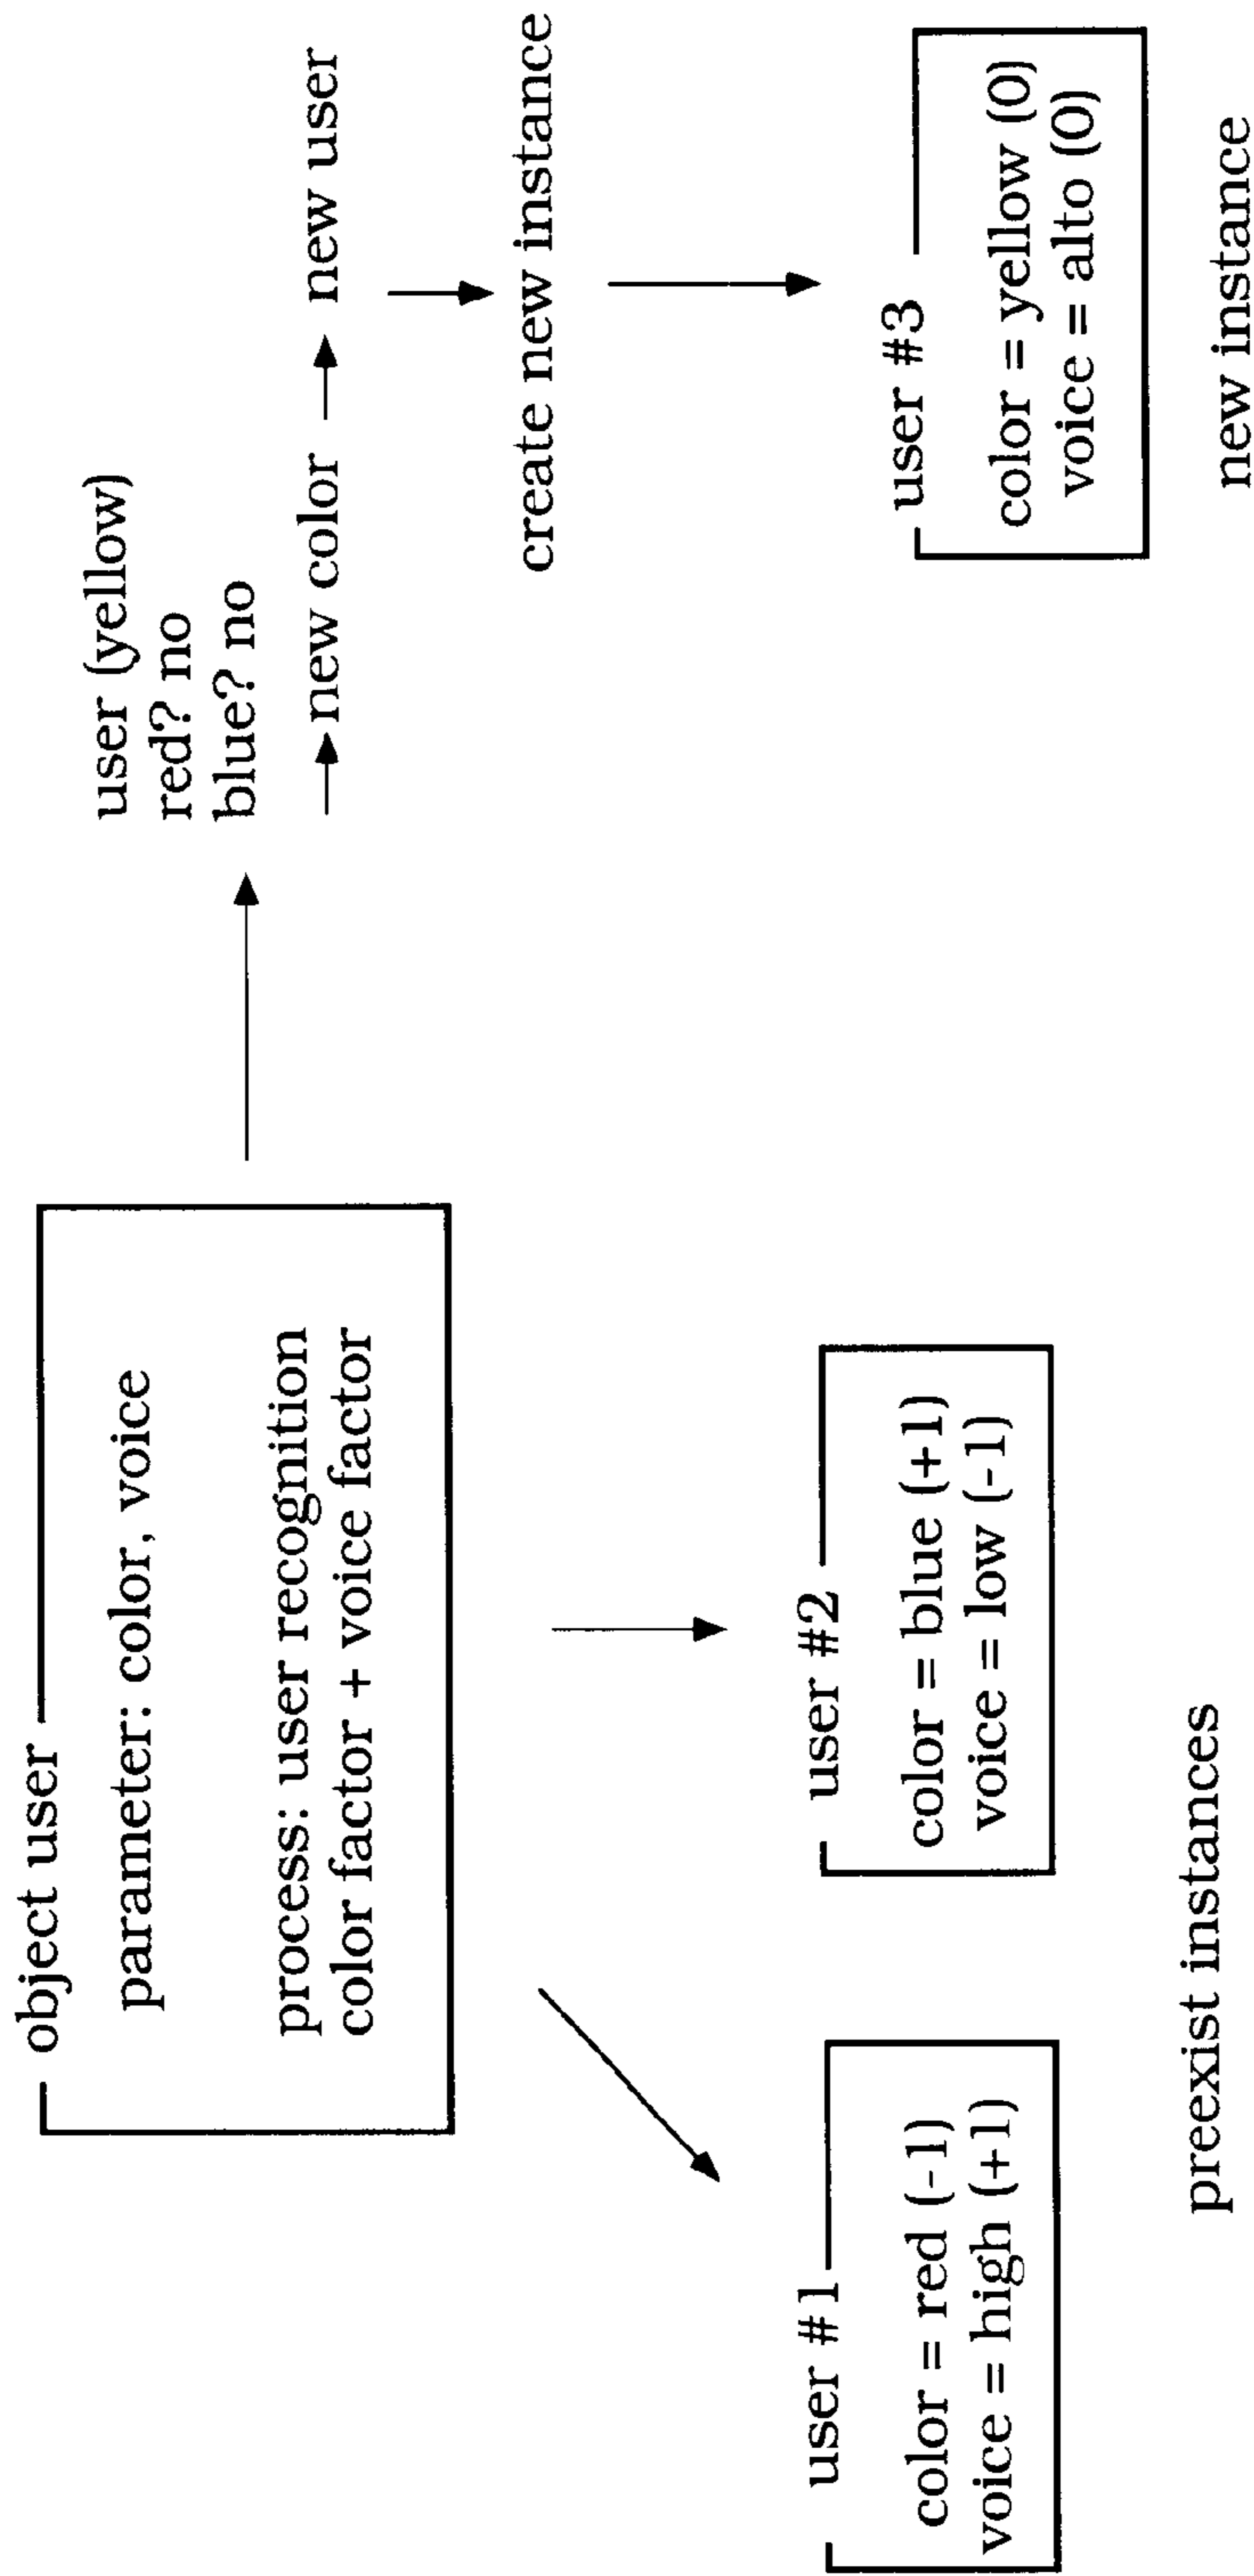 object user
parameter: color, voice
process: user recognition
color factor + voice factor
user (yellow)
red? no
blue? no
new color
new user
create new instance
user #1
color = red (-1)
voice = high (+1)
user #2
color = blue (+1)
voice = low (-1)
preexist instances
user #3
color = yellow (0)
voice = alto (0)
new instance